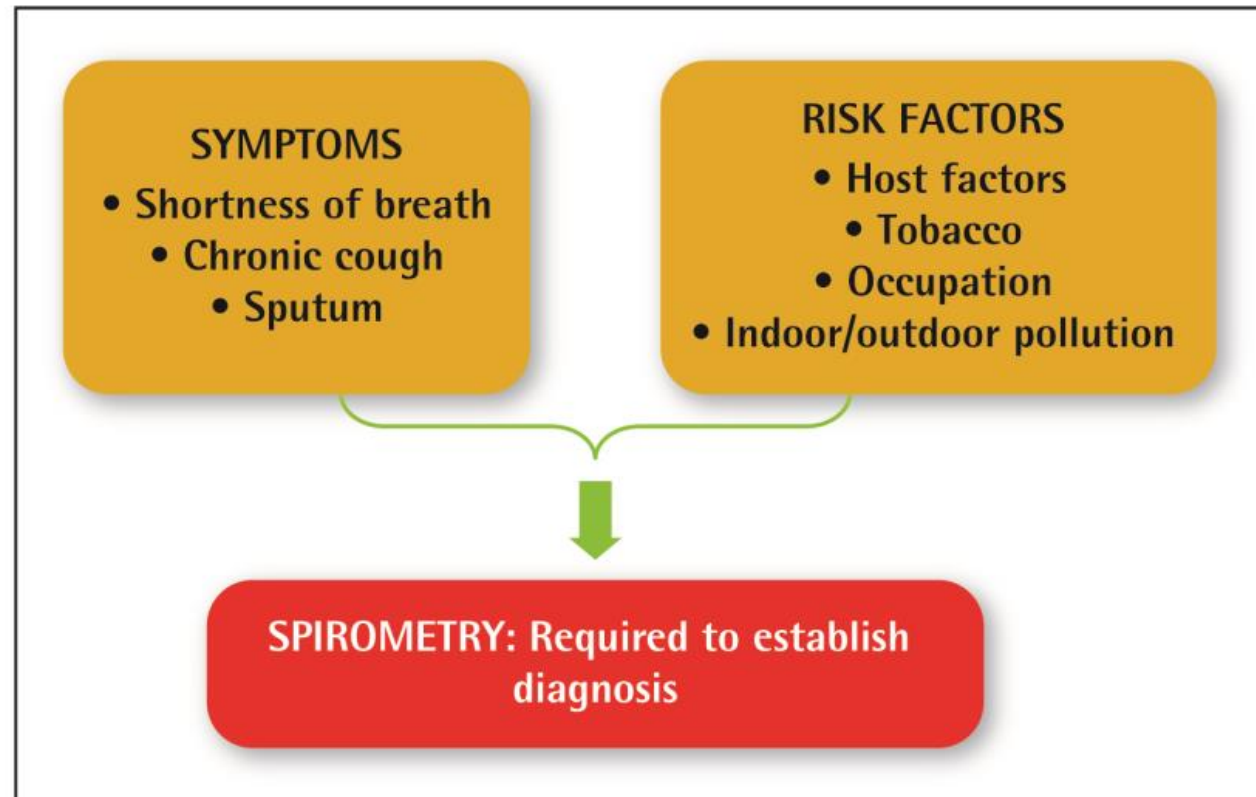 SYMPTOMS
• Shortness of breath
• Chronic cough
• Sputum
RISK FACTORS
• Host factors
• Tobacco
• Occupation
• Indoor/outdoor pollution
SPIROMETRY: Required to establish
diagnosis